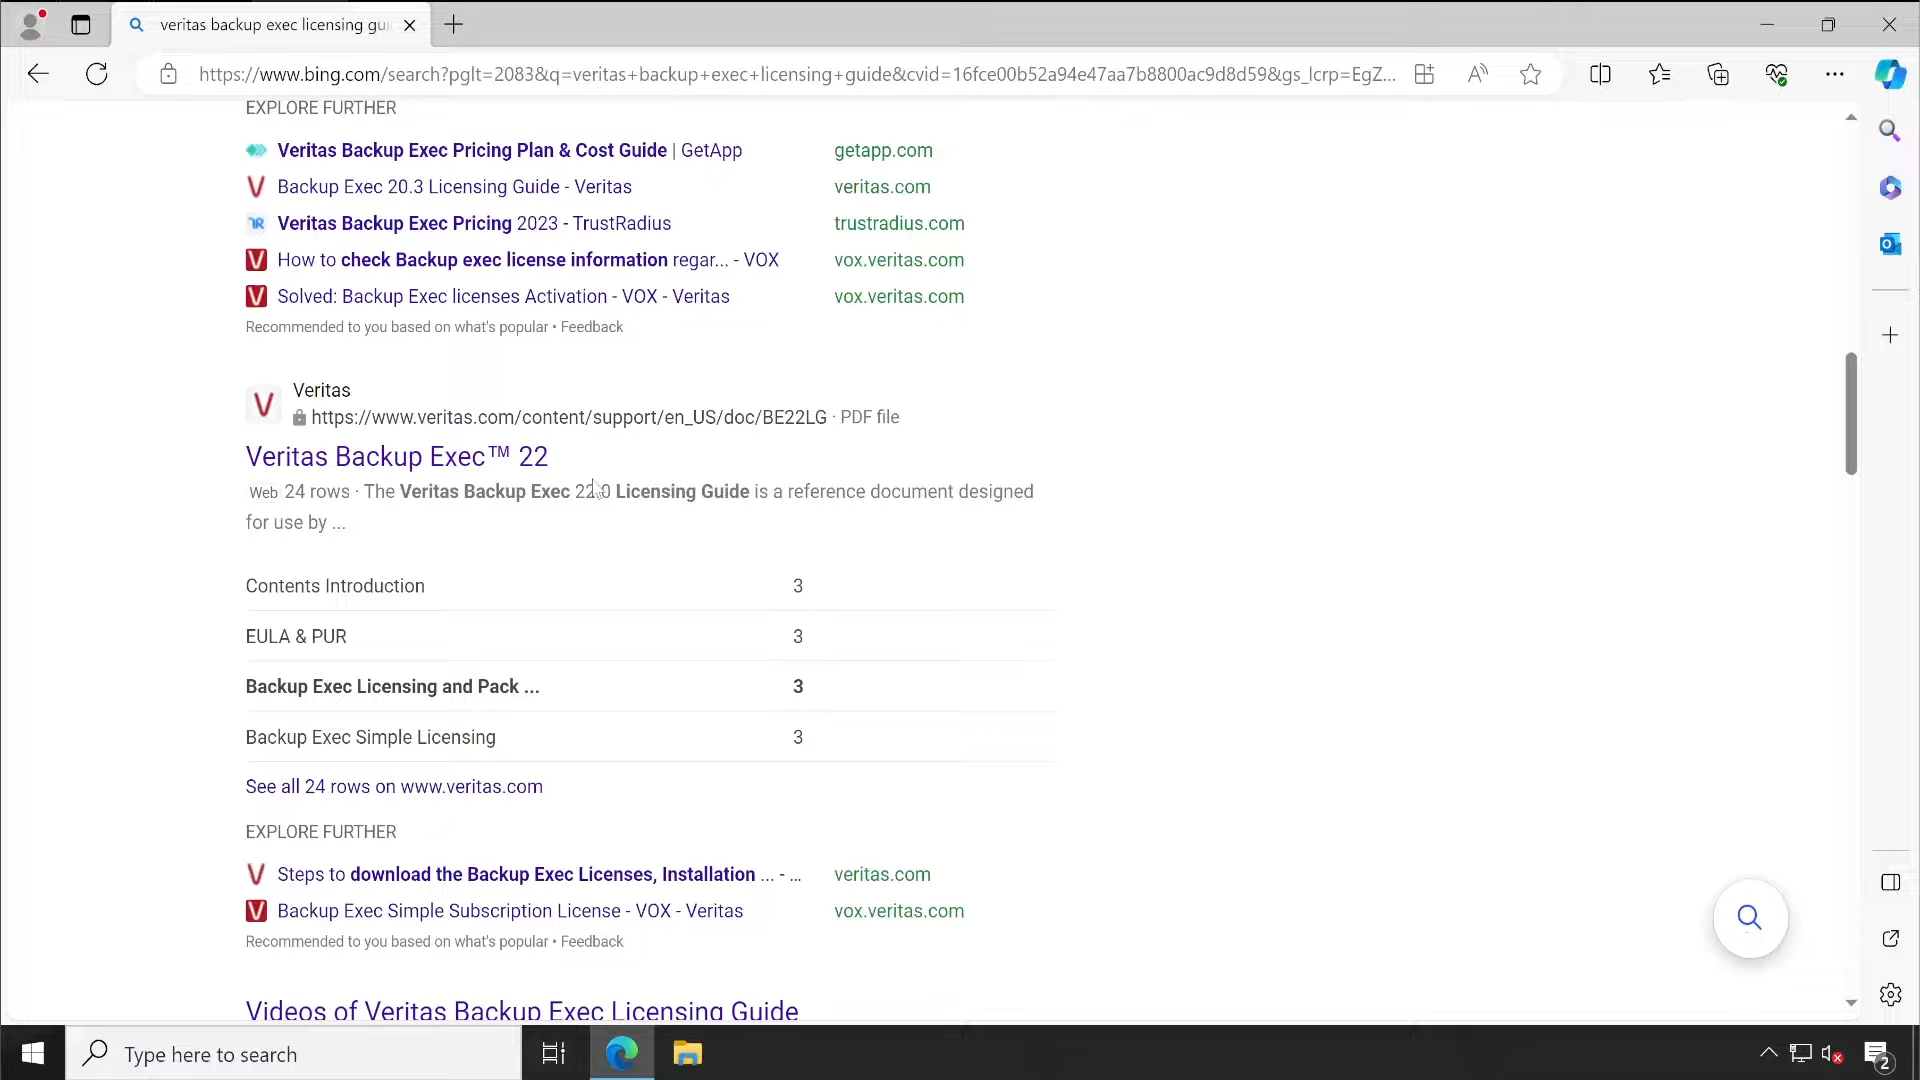 veritas backup exec licensing gui
https://www.bing.com/search?pglt=2083&q=veritas+backup+exec+licensing+guide&cvid=16fce00b52a94e47aa7b8800ac9d8d59&gs_lcrp=EgZ...
EXPLORE FURTHER
Veritas Backup Exec Pricing Plan & Cost Guide | GetApp getapp.com
Backup Exec 20.3 Licensing Guide - Veritas veritas.com
Veritas Backup Exec Pricing 2023 - TrustRadius trustradius.com
How to check Backup exec license information regar... - VOX vox.veritas.com
Solved: Backup Exec licenses Activation - VOX - Veritas vox.veritas.com
Recommended to you based on what's popular • Feedback
Veritas
https://www.veritas.com/content/support/en_US/doc/BE22LG · PDF file
Veritas Backup Exec™ 22
Web 24 rows · The Veritas Backup Exec 22.0 Licensing Guide is a reference document designed
for use by ...
Contents Introduction 3
EULA & PUR 3
Backup Exec Licensing and Pack ... 3
Backup Exec Simple Licensing 3
See all 24 rows on www.veritas.com
EXPLORE FURTHER
Steps to download the Backup Exec Licenses, Installation ... - ... veritas.com
Backup Exec Simple Subscription License - VOX - Veritas vox.veritas.com
Recommended to you based on what's popular • Feedback
Videos of Veritas Backup Exec Licensing Guide
Type here to search
2